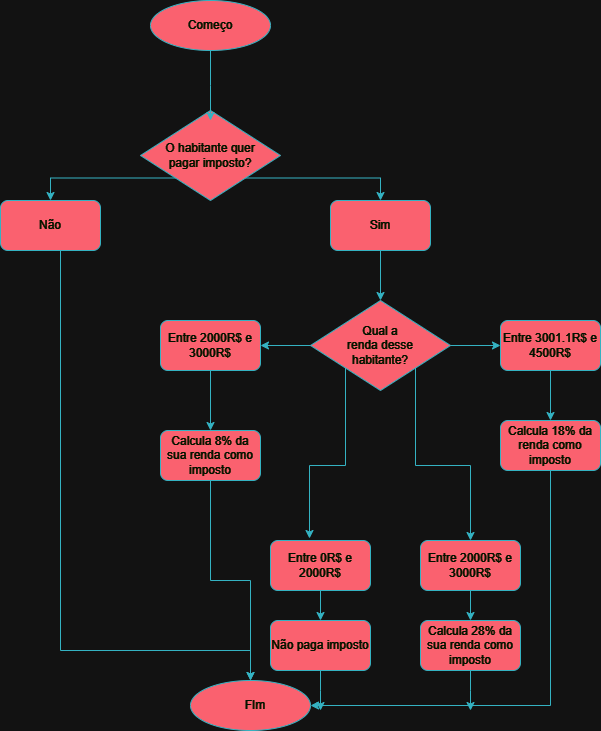 Começo
O habitante quer
pagar imposto?
Não
Sim
Qual a
renda desse
habitante?
Entre 2000R$ e
3000R$
Entre 3001.1R$ e
4500R$
Calcula 8% da
sua renda como
imposto
Calcula 18% da
renda como
imposto
Entre 0R$ e
2000R$
Entre 2000R$ e
3000R$
Não paga imposto
Calcula 28% da
sua renda como
imposto
FIm